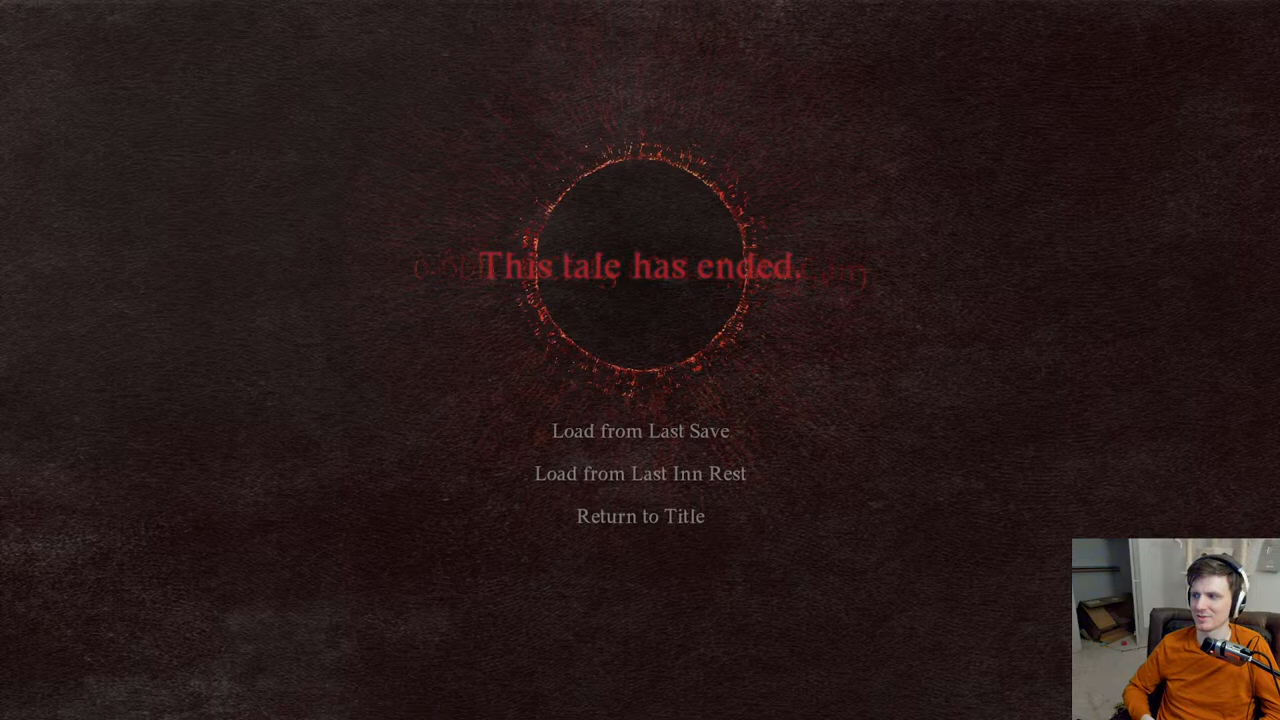 This tale has ended.
Load from Last Save
Load from Last Inn Rest
Return to Title